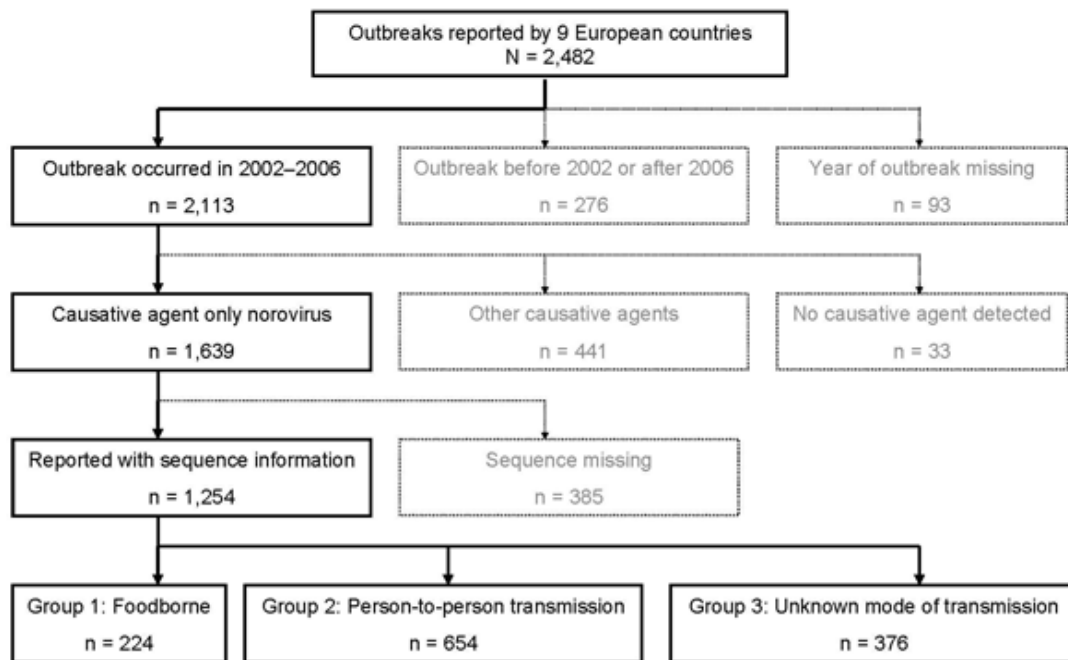 Outbreaks reported by 9 European countries
N = 2,482
Outbreak occurred in 2002–2006
n = 2,113
Outbreak before 2002 or after 2006
n = 276
Year of outbreak missing
n = 93
Causative agent only norovirus
n = 1,639
Other causative agents
n = 441
No causative agent detected
n = 33
Reported with sequence information
n = 1,254
Sequence missing
n = 385
Group 1: Foodborne
n = 224
Group 2: Person-to-person transmission
n = 654
Group 3: Unknown mode of transmission
n = 376